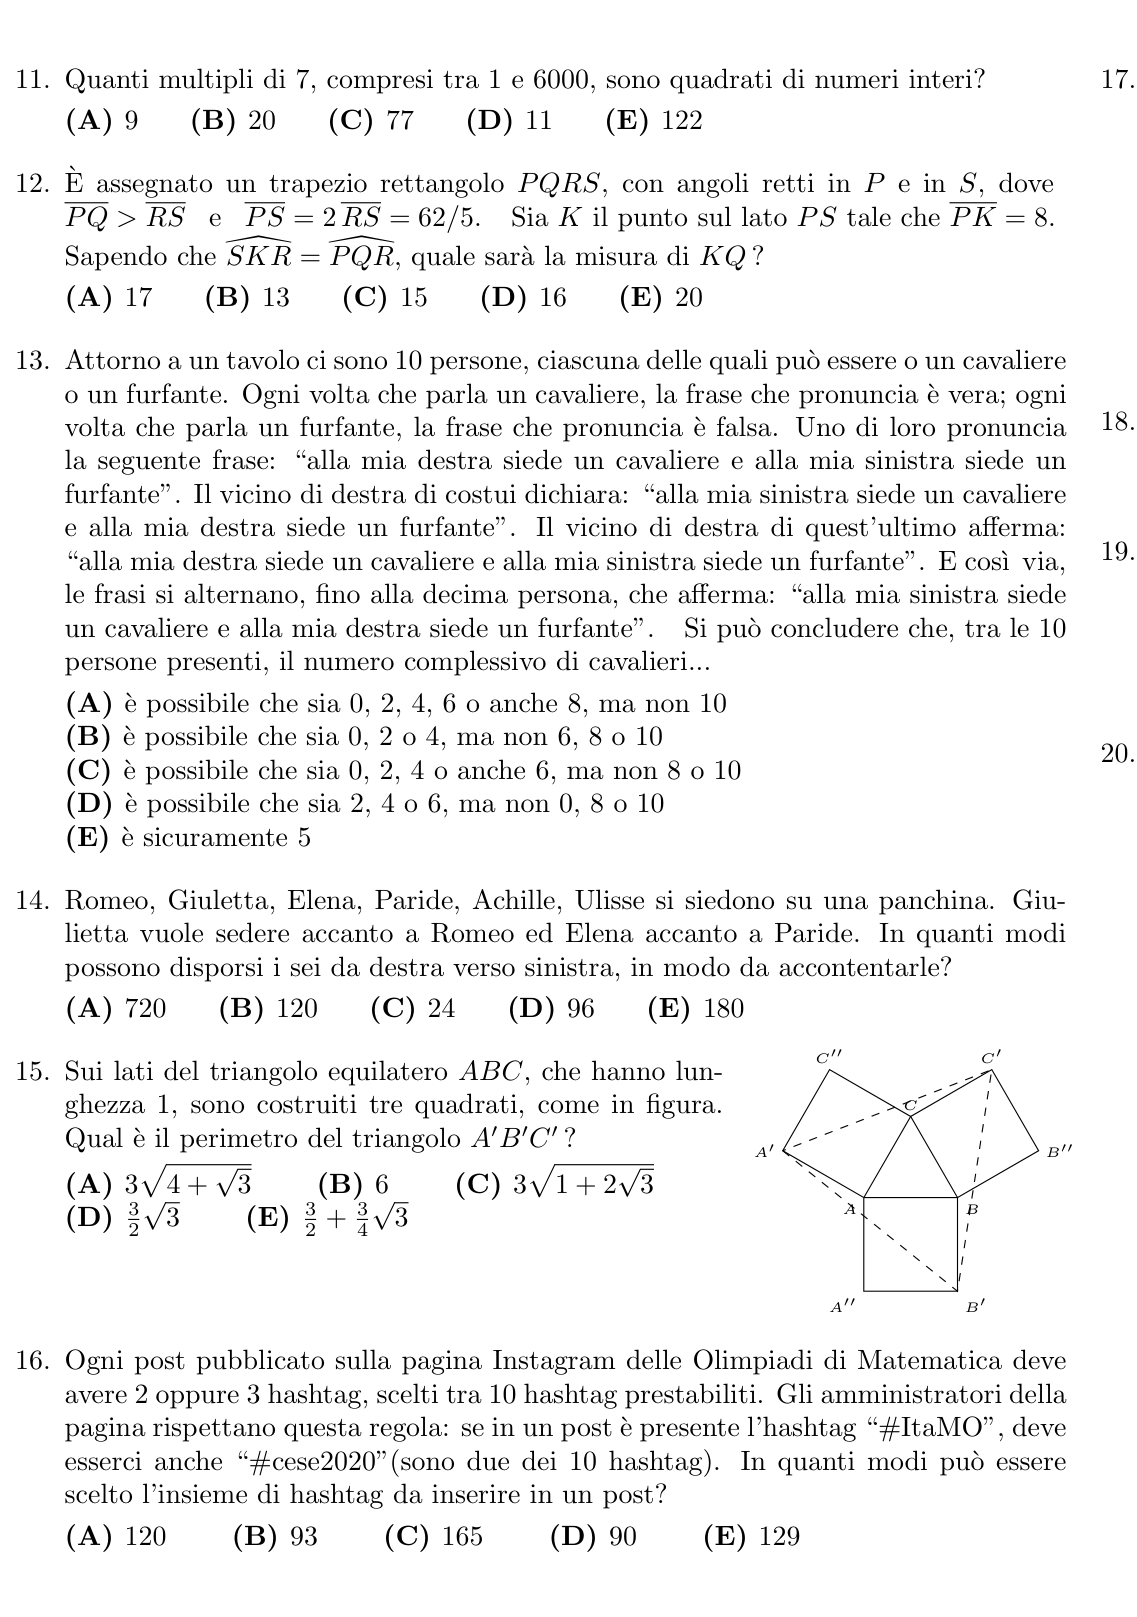 11. Quanti multipli di 7, compresi tra 1 e 6000, sono quadrati di numeri interi?
(A) 9 (B) 20 (C) 77 (D) 11 (E) 122
12. È assegnato un trapezio rettangolo PQRS, con angoli retti in P e in S, dove
$\overline{PQ} > \overline{RS}$ e $\overline{PS} = 2\,\overline{RS} = 62/5$. Sia K il punto sul lato PS tale che $\overline{PK} = 8$.
Sapendo che $\widehat{SKR} = \widehat{PQR}$, quale sarà la misura di KQ?
(A) 17 (B) 13 (C) 15 (D) 16 (E) 20
13. Attorno a un tavolo ci sono 10 persone, ciascuna delle quali può essere o un cavaliere
o un furfante. Ogni volta che parla un cavaliere, la frase che pronuncia è vera; ogni
volta che parla un furfante, la frase che pronuncia è falsa. Uno di loro pronuncia
la seguente frase: “alla mia destra siede un cavaliere e alla mia sinistra siede un
furfante”. Il vicino di destra di costui dichiara: “alla mia sinistra siede un cavaliere
e alla mia destra siede un furfante”. Il vicino di destra di quest’ultimo afferma:
“alla mia destra siede un cavaliere e alla mia sinistra siede un furfante”. E così via,
le frasi si alternano, fino alla decima persona, che afferma: “alla mia sinistra siede
un cavaliere e alla mia destra siede un furfante”. Si può concludere che, tra le 10
persone presenti, il numero complessivo di cavalieri...
(A) è possibile che sia 0, 2, 4, 6 o anche 8, ma non 10
(B) è possibile che sia 0, 2 o 4, ma non 6, 8 o 10
(C) è possibile che sia 0, 2, 4 o anche 6, ma non 8 o 10
(D) è possibile che sia 2, 4 o 6, ma non 0, 8 o 10
(E) è sicuramente 5
14. Romeo, Giuletta, Elena, Paride, Achille, Ulisse si siedono su una panchina. Giu-
lietta vuole sedere accanto a Romeo ed Elena accanto a Paride. In quanti modi
possono disporsi i sei da destra verso sinistra, in modo da accontentarle?
(A) 720 (B) 120 (C) 24 (D) 96 (E) 180
15. Sui lati del triangolo equilatero ABC, che hanno lun-
ghezza 1, sono costruiti tre quadrati, come in figura.
Qual è il perimetro del triangolo A′B′C′?
(A) $3\sqrt{4+\sqrt{3}}$ (B) 6 (C) $3\sqrt{1+2\sqrt{3}}$
(D) $\frac{3}{2}\sqrt{3}$ (E) $\frac{3}{2}+\frac{3}{4}\sqrt{3}$
C′′ C′
C
A′ B′′
A B
A′′ B′
16. Ogni post pubblicato sulla pagina Instagram delle Olimpiadi di Matematica deve
avere 2 oppure 3 hashtag, scelti tra 10 hashtag prestabiliti. Gli amministratori della
pagina rispettano questa regola: se in un post è presente l’hashtag “#ItaMO”, deve
esserci anche “#cese2020”(sono due dei 10 hashtag). In quanti modi può essere
scelto l’insieme di hashtag da inserire in un post?
(A) 120 (B) 93 (C) 165 (D) 90 (E) 129
17.
18.
19.
20.